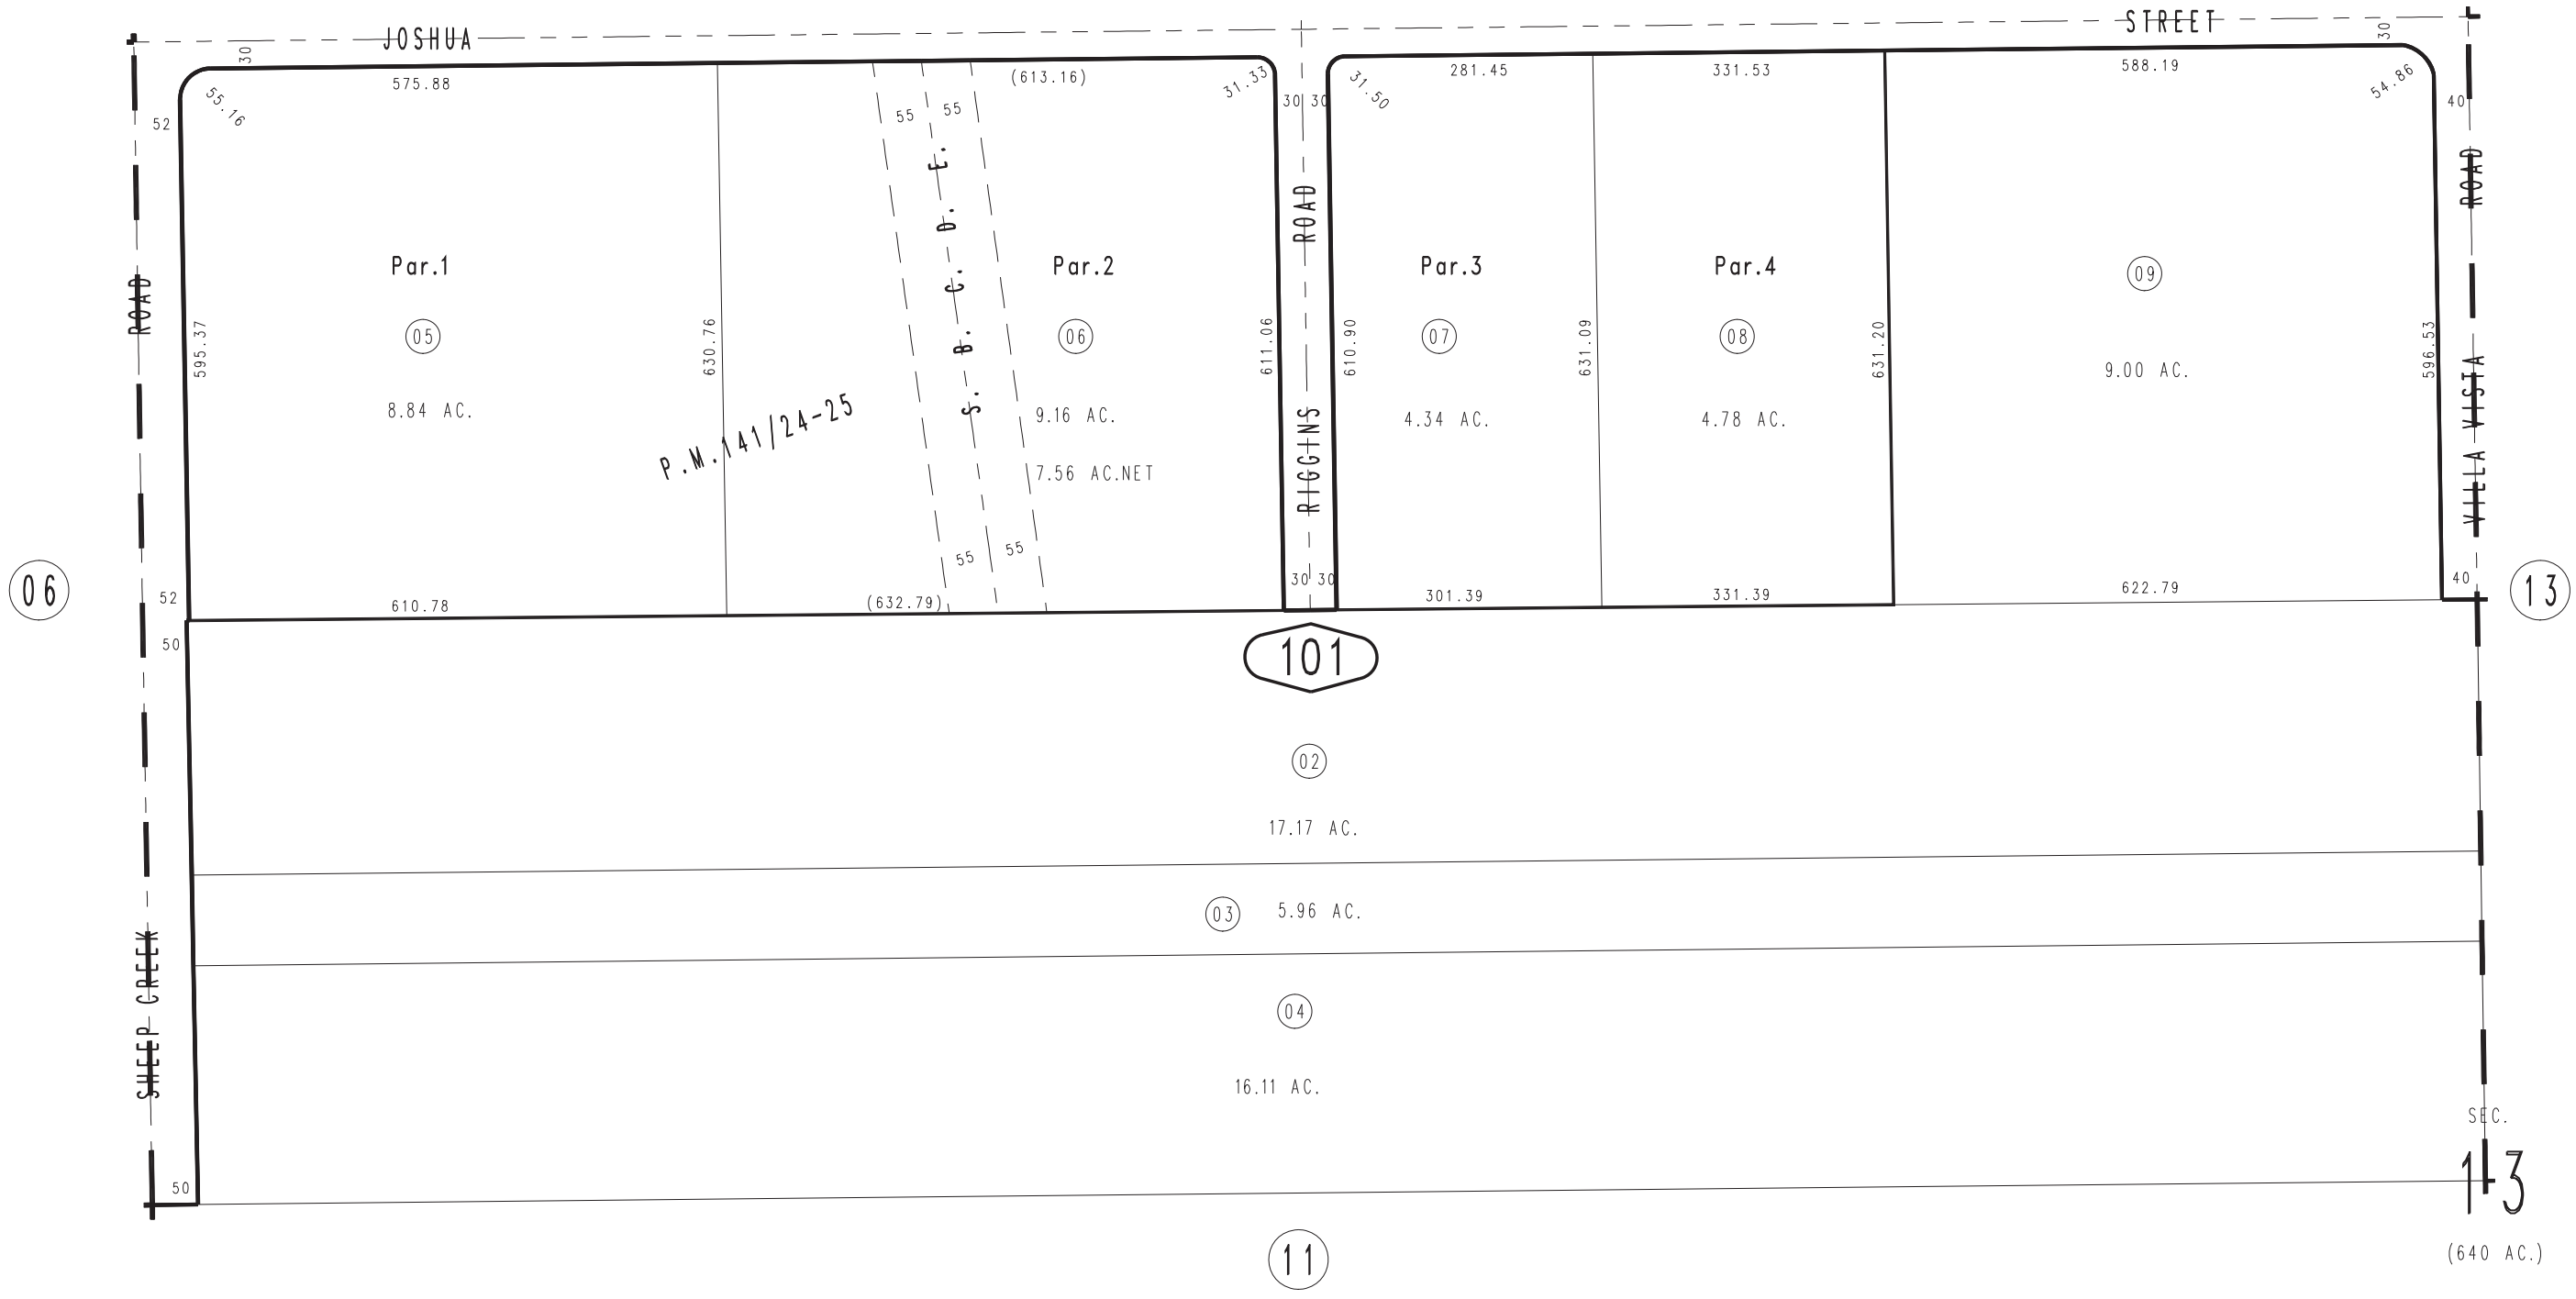 JOSHUA STREET
30 30
575.88 (613.16) 281.45 331.53 588.19
55.16 31.33 31.50 54.86
52 55 55 30 30 40
S. B. C. D. E.
ROAD
ROAD
ROAD
Par.1 Par.2 Par.3 Par.4
09
05 06 07 08
595.37 630.76 611.06 610.90 631.09 631.20 596.53
9.00 AC.
8.84 AC. 9.16 AC. 4.34 AC. 4.78 AC.
P.M.141/24-25
7.56 AC.NET
RIGGINS
VILLA VISTA
55 55
30 30
06 13
52 40
610.78 (632.79) 301.39 331.39 622.79
50
101
02
17.17 AC.
03 5.96 AC.
SHEEP CREEK
04
16.11 AC.
SEC.
13
50
(640 AC.)
11